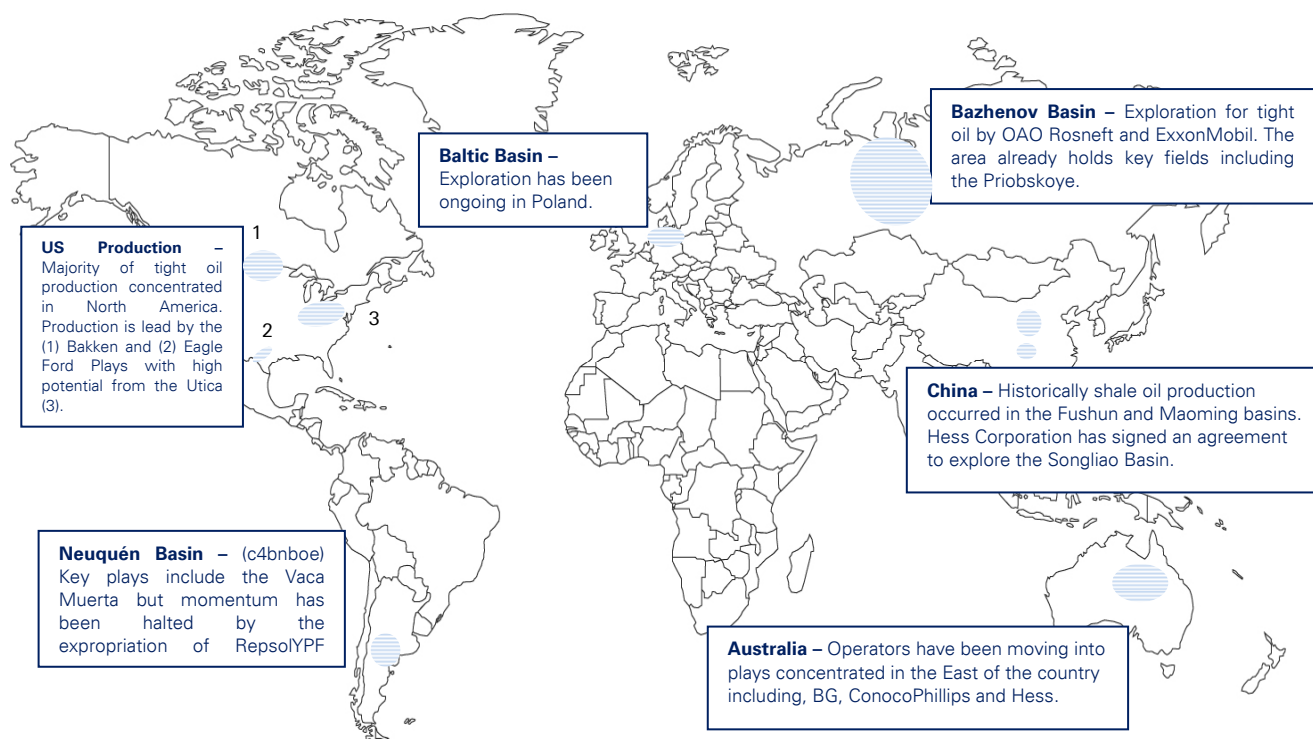 Bazhenov Basin – Exploration for tight
oil by OAO Rosneft and ExxonMobil. The
area already holds key fields including
the Priobskoye.
Baltic Basin –
Exploration has been
ongoing in Poland.
1
US Production –
Majority of tight oil
production concentrated
in North America.
Production is lead by the
(1) Bakken and (2) Eagle
Ford Plays with high
potential from the Utica
(3).
2
3
China – Historically shale oil production
occurred in the Fushun and Maoming basins.
Hess Corporation has signed an agreement
to explore the Songliao Basin.
Neuquén Basin – (c4bnboe)
Key plays include the Vaca
Muerta but momentum has
been halted by the
expropriation of RepsolYPF
Australia – Operators have been moving into
plays concentrated in the East of the country
including, BG, ConocoPhillips and Hess.